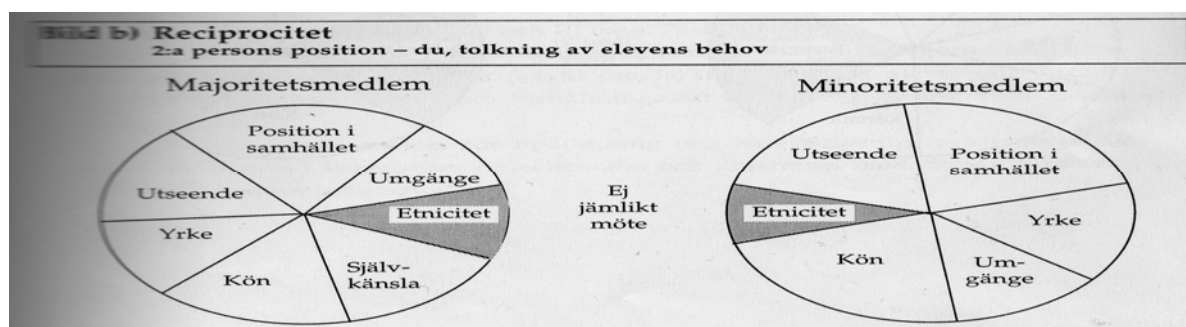 Bild b) Reciprocitet
2:a persons position – du, tolkning av elevens behov
Majoritetsmedlem
Position i
samhället
Umgänge
Utseende
Etnicitet
Yrke
Kön
Själv-
känsla
Ej
jämlikt
möte
Minoritetsmedlem
Utseende
Position i
samhället
Etnicitet
Yrke
Kön
Um-
gänge